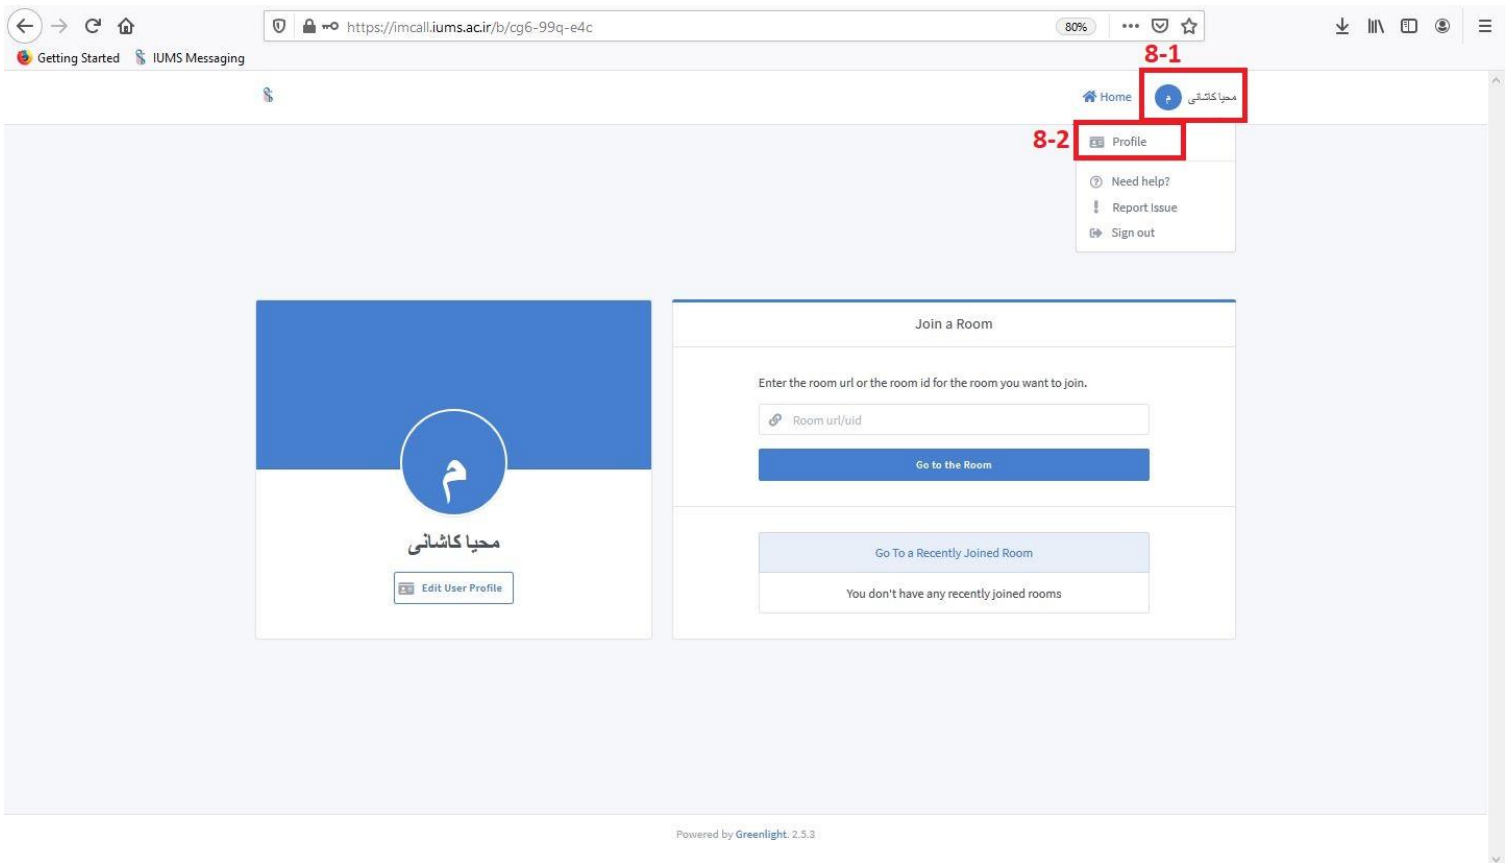 https://imcall.iums.ac.ir/b/cg6-99q-e4c
80%
Getting Started
IUMS Messaging
8-1
Home
م
محیا کاشانی
8-2
Profile
Need help?
Report Issue
Sign out
Join a Room
Enter the room url or the room id for the room you want to join.
Room url/uid
Go to the Room
م
محیا کاشانی
Edit User Profile
Go To a Recently Joined Room
You don't have any recently joined rooms
Powered by Greenlight. 2.5.3